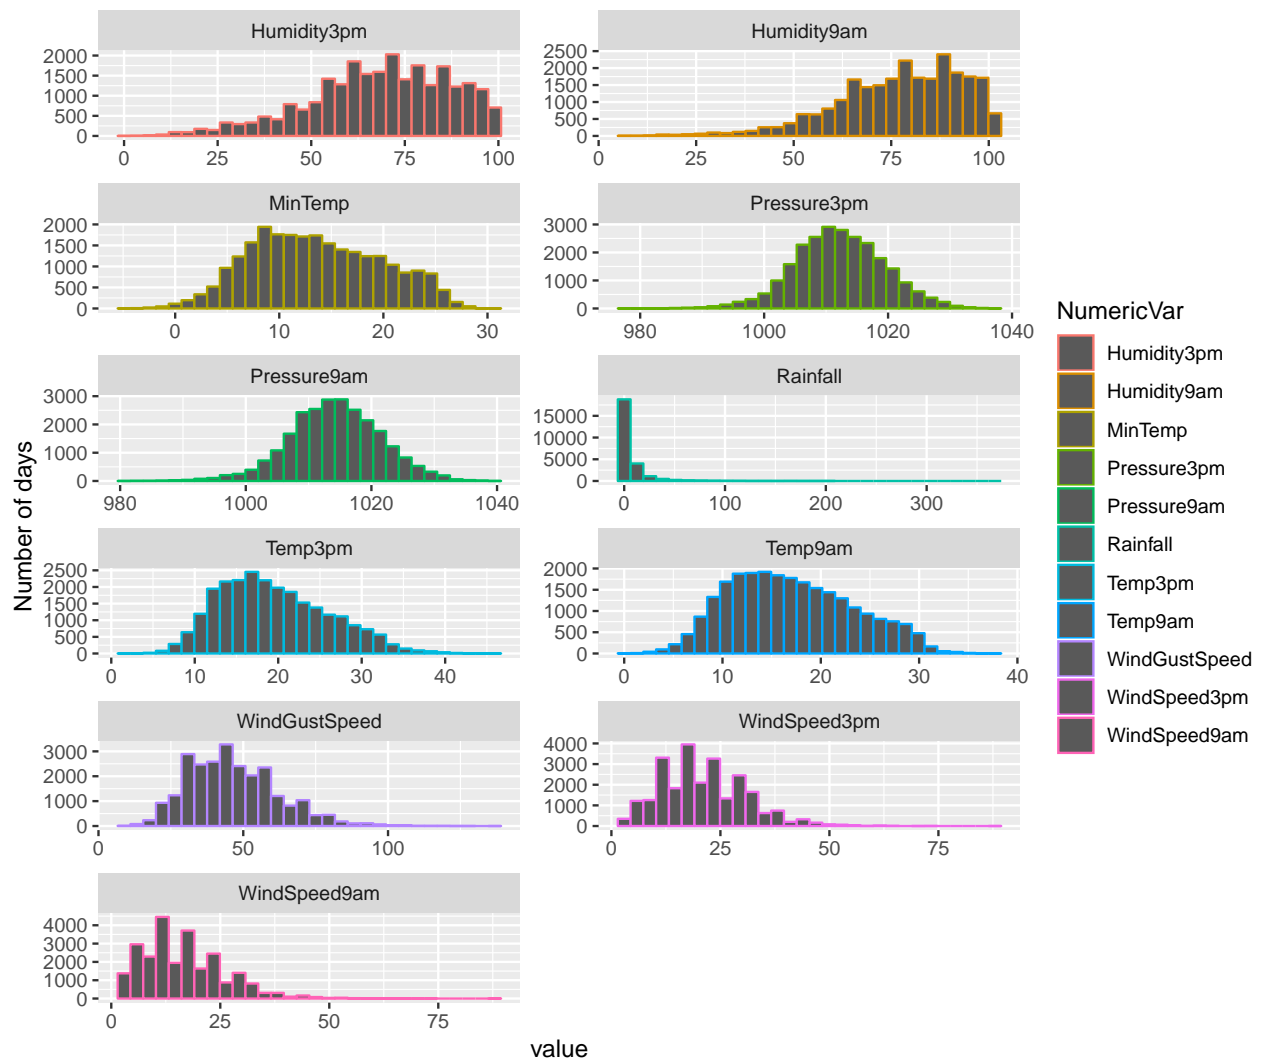 Humidity3pm
2000
1500
1000
500
0
0 25 50 75 100
Humidity9am
2500
2000
1500
1000
500
0
0 25 50 75 100
MinTemp
2000
1500
1000
500
0
0 10 20 30
Pressure3pm
3000
2000
1000
0
980 1000 1020 1040
Pressure9am
3000
2000
1000
0
980 1000 1020 1040
Rainfall
15000
10000
5000
0
0 100 200 300
Temp3pm
2500
2000
1500
1000
500
0
0 10 20 30 40
Temp9am
2000
1500
1000
500
0
0 10 20 30 40
WindGustSpeed
3000
2000
1000
0
0 50 100
WindSpeed3pm
4000
3000
2000
1000
0
0 25 50 75
WindSpeed9am
4000
3000
2000
1000
0
0 25 50 75
value
Number of days
NumericVar
Humidity3pm
Humidity9am
MinTemp
Pressure3pm
Pressure9am
Rainfall
Temp3pm
Temp9am
WindGustSpeed
WindSpeed3pm
WindSpeed9am